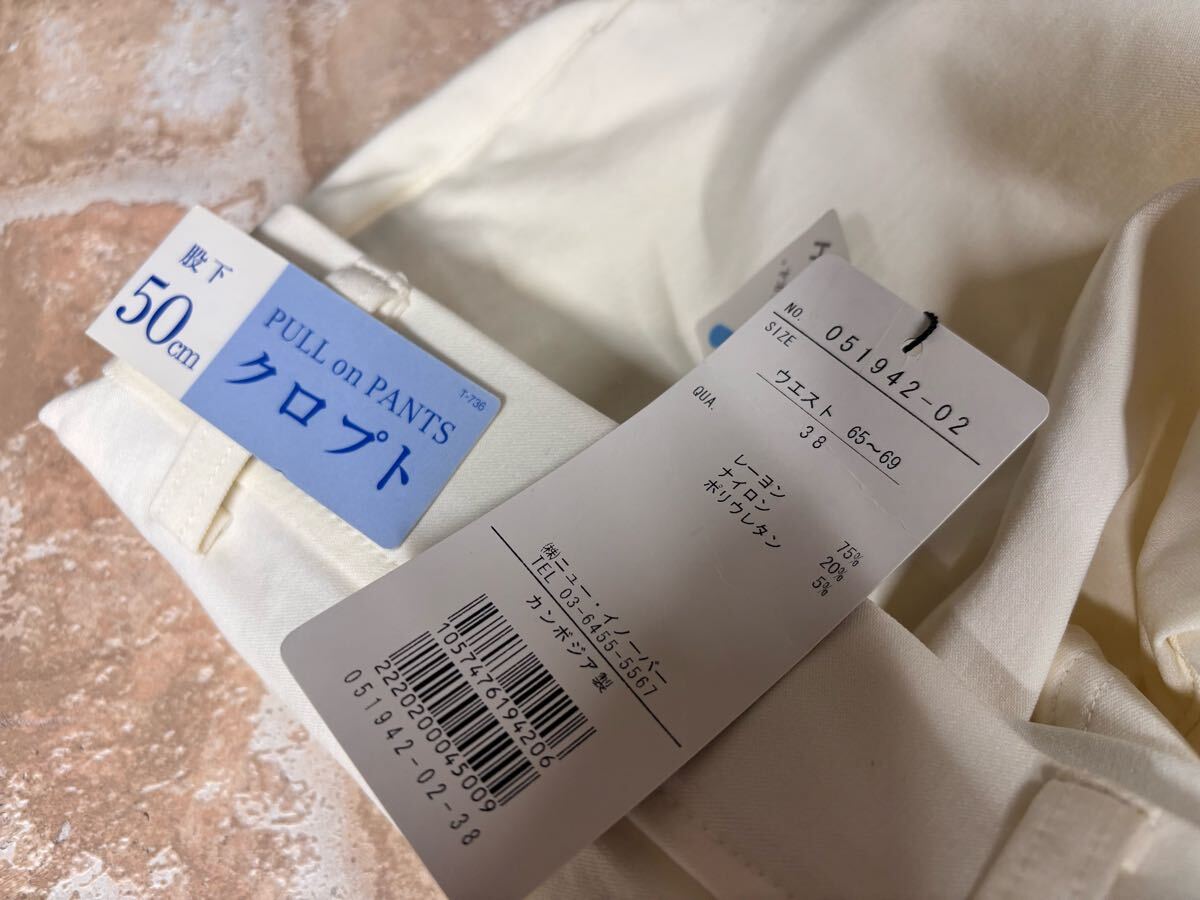 股下
50cm
PULL on PANTS
クロプト
T-736
NO. 051942-02
SIZE
ウエスト 65～69
38
QUA.
レーヨン 75%
ナイロン 20%
ポリウレタン 5%
㈱ニュー・イノーバー
TEL 03-6455-5567
カンボジア製
1057476194206
2220200045009
051942-02-38